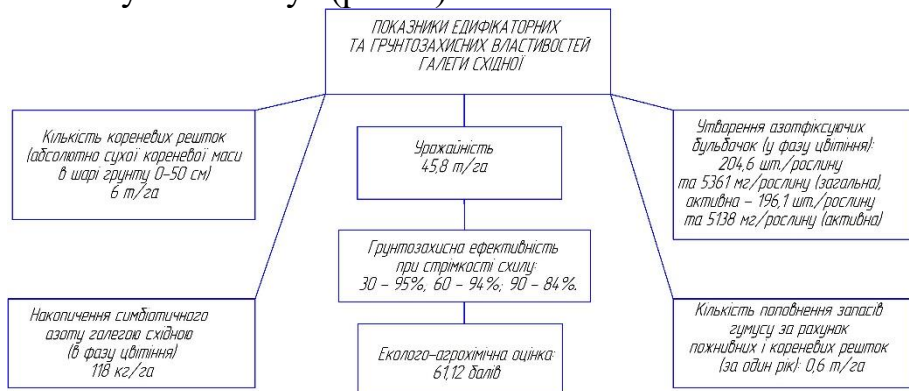 ПОКАЗНИКИ ЕДИФІКАТОРНИХ
ТА ГРУНТОЗАХИСНИХ ВЛАСТИВОСТЕЙ
ГАЛЕГИ СХІДНОЇ
Кількість кореневих решток
(абсолютно сухої кореневої маси
в шарі грунту 0-50 см)
6 т/га
Урожайність
45,8 т/га
Утворення азотфіксуючих
бульбачок (у фазу цвітіння):
204,6 шт./рослину
та 5361 мг/рослину (загальна),
активна – 196,1 шт./рослину
та 5138 мг/рослину (активна)
Грунтозахисна ефективність
при стрімкості схилу:
30 – 95%; 60 – 94%; 90 – 84%.
Накопичення симбіотичного
азоту галегою східною
(в фазу цвітіння)
118 кг/га
Еколого-агрохімічна оцінка:
61,12 балів
Кількість поповнення запасів
гумусу за рахунок
пожнивних і кореневих решток
(за один рік): 0,6 т/га